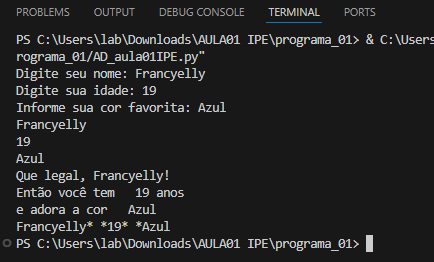 PROBLEMS OUTPUT DEBUG CONSOLE TERMINAL PORTS
PS C:\Users\lab\Downloads\AULA01 IPE\programa_01> & C:\Us
rograma_01/AD_aula01IPE.py"
Digite seu nome: Francyelly
Digite sua idade: 19
Informe sua cor favorita: Azul
Francyelly
19
Azul
Que legal, Francyelly!
Então você tem   19 anos
e adora a cor   Azul
Francyelly* *19* *Azul
PS C:\Users\lab\Downloads\AULA01 IPE\programa_01>